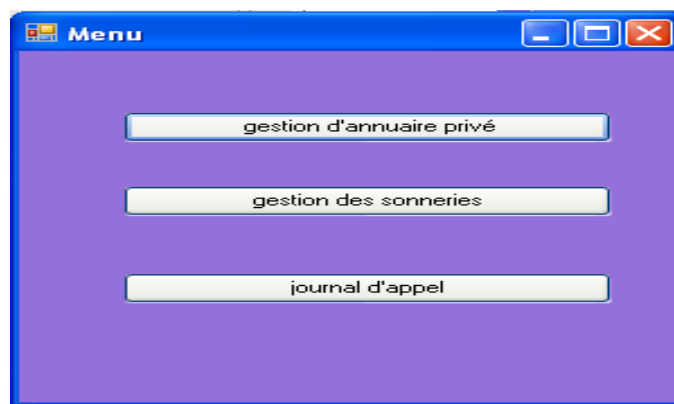 Menu
gestion d'annuaire privé
gestion des sonneries
journal d'appel